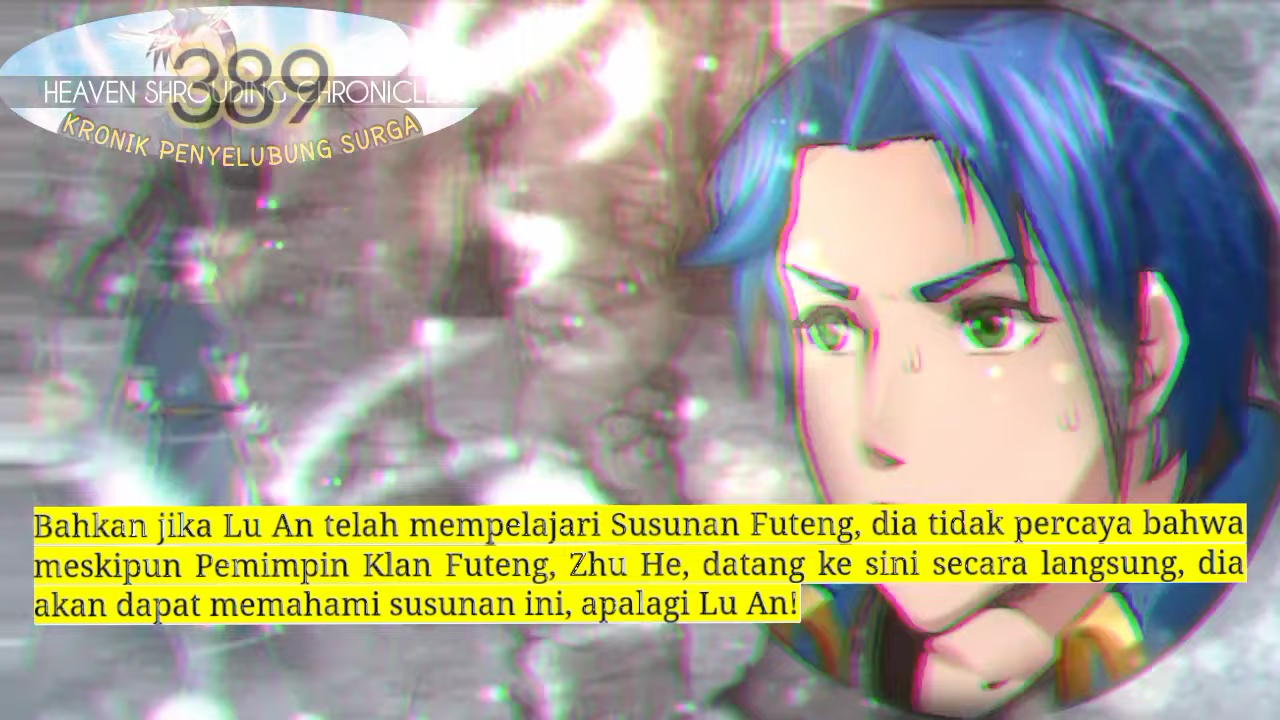 389
HEAVEN SHROUDING CHRONICLES
KRONIK PENYELUBUNG SURGA
Bahkan jika Lu An telah mempelajari Susunan Futeng, dia tidak percaya bahwa
meskipun Pemimpin Klan Futeng, Zhu He, datang ke sini secara langsung, dia
akan dapat memahami susunan ini, apalagi Lu An!